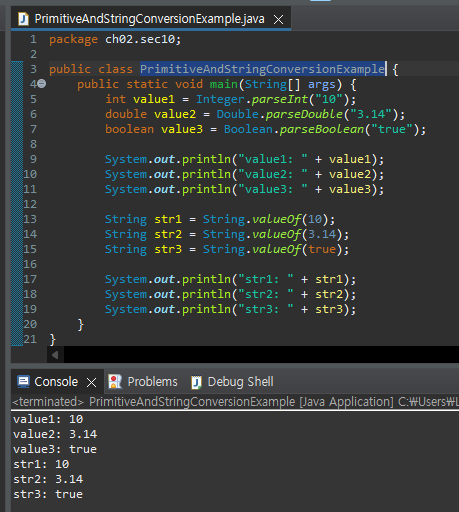 PrimitiveAndStringConversionExample.java
1 package ch02.sec10;
2
3 public class PrimitiveAndStringConversionExample {
4 public static void main(String[] args) {
5 int value1 = Integer.parseInt("10");
6 double value2 = Double.parseDouble("3.14");
7 boolean value3 = Boolean.parseBoolean("true");
8
9 System.out.println("value1: " + value1);
10 System.out.println("value2: " + value2);
11 System.out.println("value3: " + value3);
12
13 String str1 = String.valueOf(10);
14 String str2 = String.valueOf(3.14);
15 String str3 = String.valueOf(true);
16
17 System.out.println("str1: " + str1);
18 System.out.println("str2: " + str2);
19 System.out.println("str3: " + str3);
20 }
21 }
Console Problems Debug Shell
<terminated> PrimitiveAndStringConversionExample [Java Application] C:₩Users₩
value1: 10
value2: 3.14
value3: true
str1: 10
str2: 3.14
str3: true